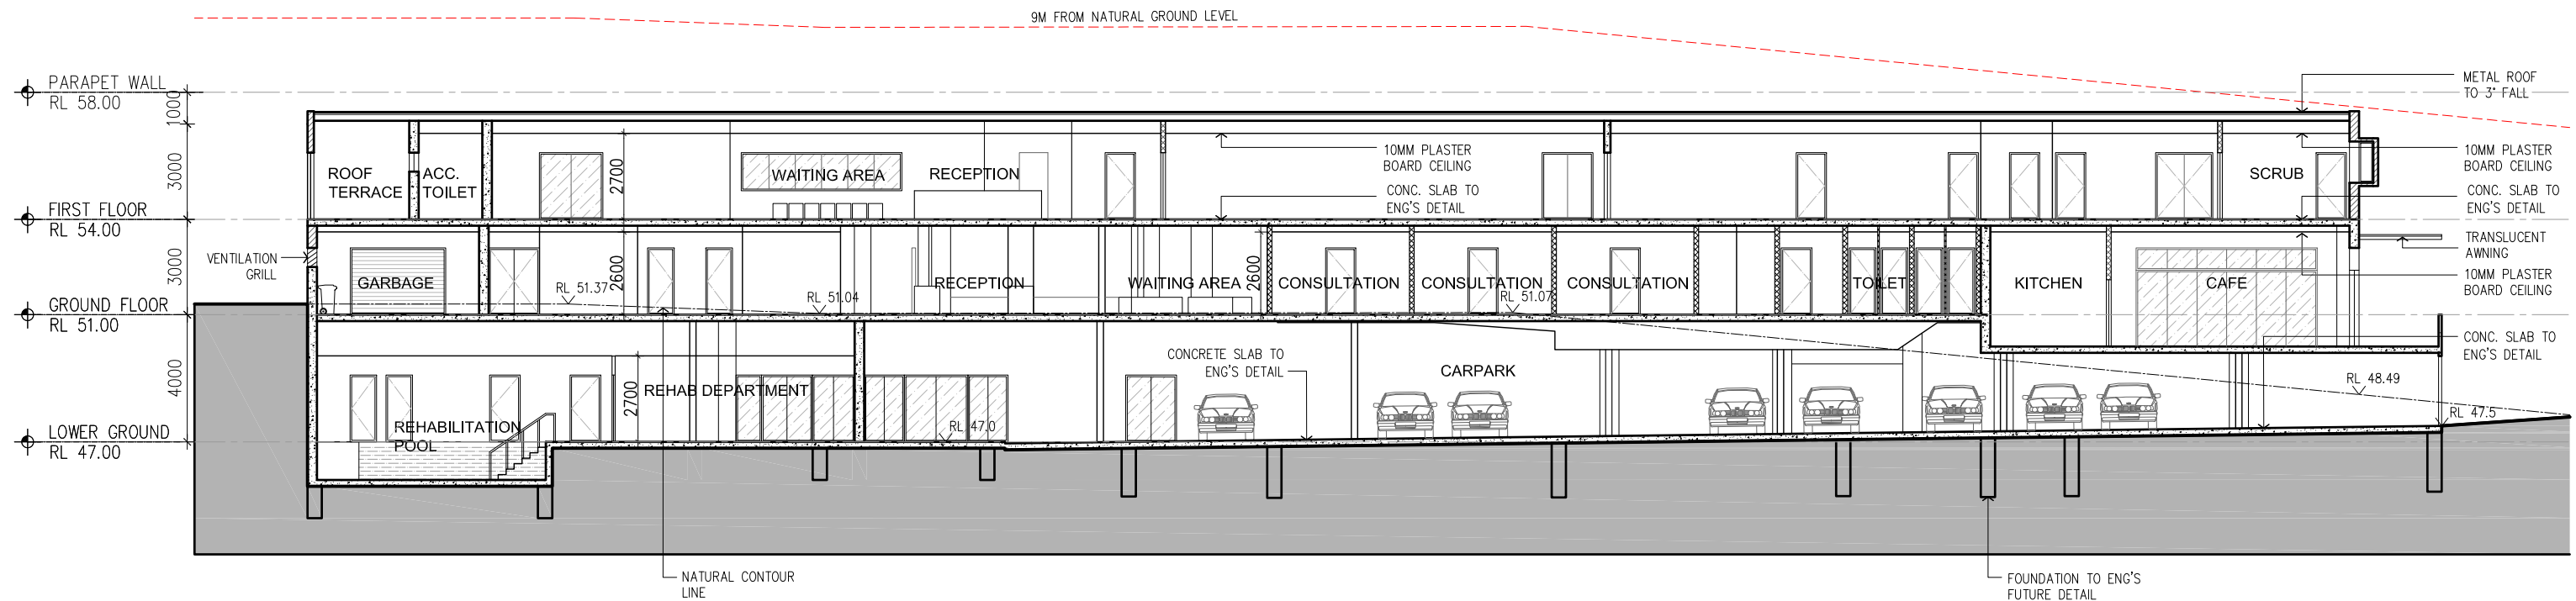 9M FROM NATURAL GROUND LEVEL
PARAPET WALL
RL 58.00
1000
METAL ROOF
TO 3° FALL
3000
ROOF
TERRACE
ACC.
TOILET
2700
WAITING AREA
RECEPTION
10MM PLASTER
BOARD CEILING
CONC. SLAB TO
ENG'S DETAIL
SCRUB
10MM PLASTER
BOARD CEILING
CONC. SLAB TO
ENG'S DETAIL
FIRST FLOOR
RL 54.00
3000
VENTILATION
GRILL
GARBAGE
RL 51.37
2600
RL 51.04
RECEPTION
WAITING AREA
2600
CONSULTATION
CONSULTATION
RL 51.07
CONSULTATION
TOILET
KITCHEN
CAFE
TRANSLUCENT
AWNING
10MM PLASTER
BOARD CEILING
GROUND FLOOR
RL 51.00
4000
CONCRETE SLAB TO
ENG'S DETAIL
CARPARK
CONC. SLAB TO
ENG'S DETAIL
RL 48.49
2700
REHAB DEPARTMENT
REHABILITATION
POOL
RL 47.0
RL 47.5
LOWER GROUND
RL 47.00
NATURAL CONTOUR
LINE
FOUNDATION TO ENG'S
FUTURE DETAIL